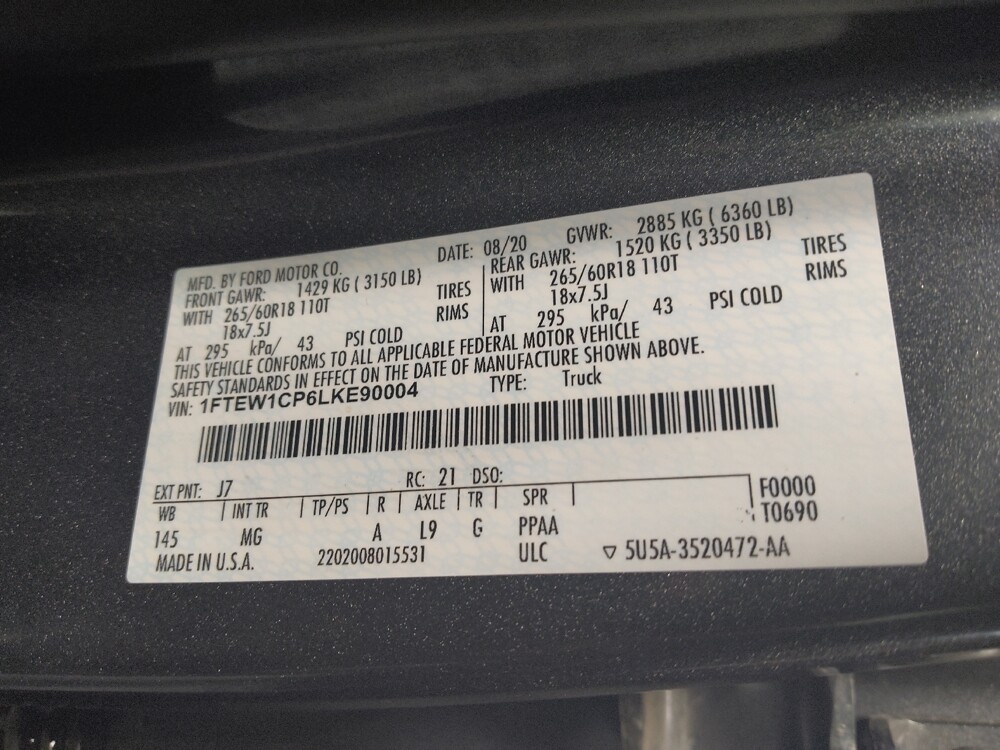 MFD. BY FORD MOTOR CO. DATE: 08/20 GVWR: 2885 KG ( 6360 LB)
FRONT GAWR: 1429 KG ( 3150 LB) REAR GAWR: 1520 KG ( 3350 LB)
WITH 265/60R18 110T TIRES WITH 265/60R18 110T TIRES
18x7.5J RIMS 18x7.5J RIMS
AT 295 kPa/ 43 PSI COLD AT 295 kPa/ 43 PSI COLD
THIS VEHICLE CONFORMS TO ALL APPLICABLE FEDERAL MOTOR VEHICLE
SAFETY STANDARDS IN EFFECT ON THE DATE OF MANUFACTURE SHOWN ABOVE.
VIN: 1FTEW1CP6LKE90004 TYPE: Truck
EXT PNT: J7 RC: 21 DSO:
WB INT TR TP/PS R AXLE TR SPR F0000
145 MG A L9 G PPAA T0690
MADE IN U.S.A. 2202008015531 ULC ▽ 5U5A-3520472-AA